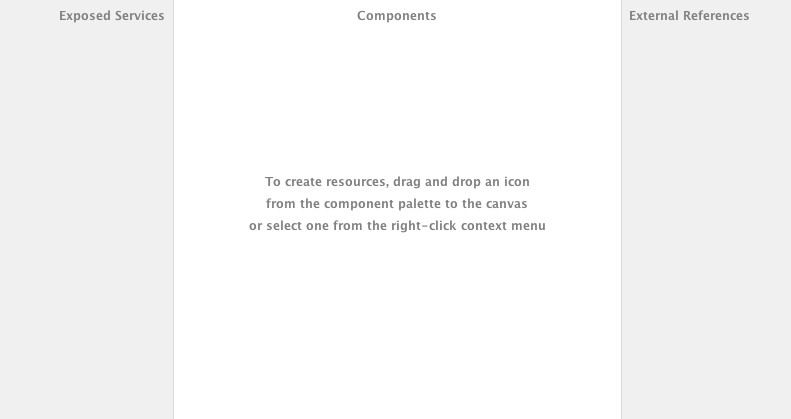 Exposed Services
Components
External References
To create resources, drag and drop an icon
from the component palette to the canvas
or select one from the right-click context menu